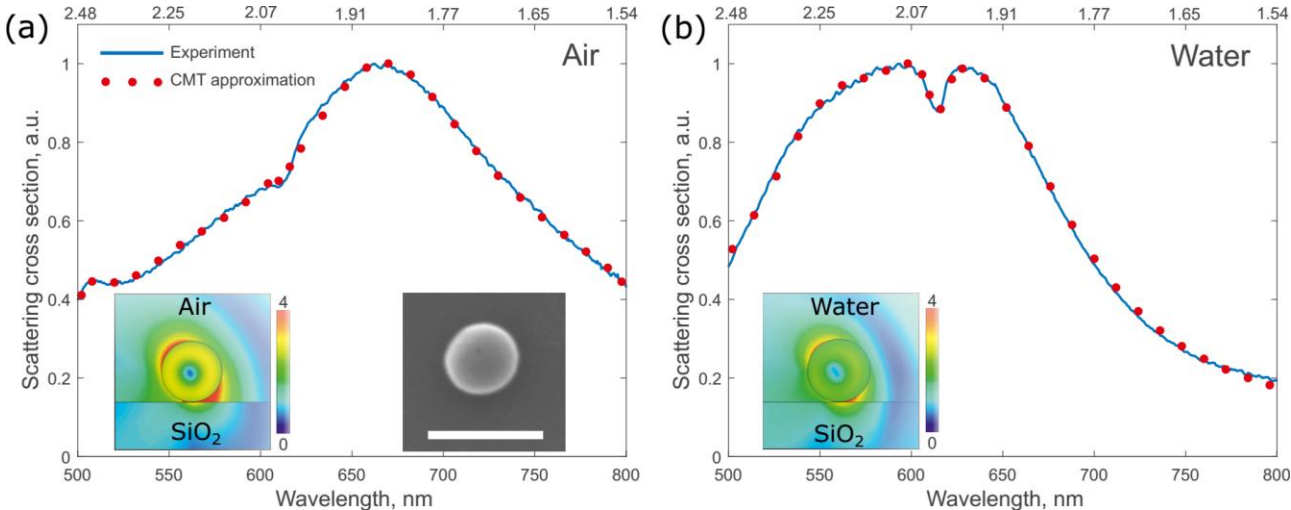 (a)
2.48 2.25 2.07 1.91 1.77 1.65 1.54
Experiment
CMT approximation
Air
Scattering cross section, a.u.
1
0.8
0.6
0.4
0.2
0
Air
SiO2
4
0
500 550 600 650 700 750 800
Wavelength, nm
(b)
2.48 2.25 2.07 1.91 1.77 1.65 1.54
Water
Scattering cross section, a.u.
1
0.8
0.6
0.4
0.2
0
Water
SiO2
4
0
500 550 600 650 700 750 800
Wavelength, nm